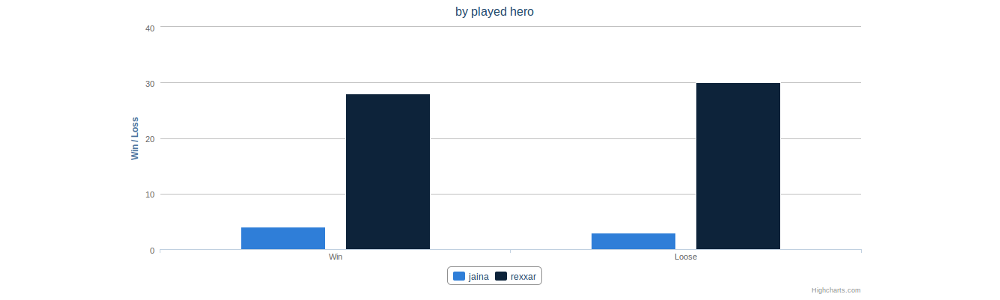 by played hero
40
30
20
10
0
Win / Loss
Win
Loose
jaina rexxar
Highcharts.com